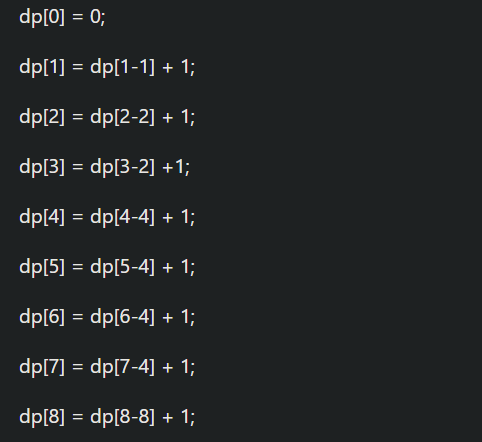 dp[0] = 0;
dp[1] = dp[1-1] + 1;
dp[2] = dp[2-2] + 1;
dp[3] = dp[3-2] +1;
dp[4] = dp[4-4] + 1;
dp[5] = dp[5-4] + 1;
dp[6] = dp[6-4] + 1;
dp[7] = dp[7-4] + 1;
dp[8] = dp[8-8] + 1;